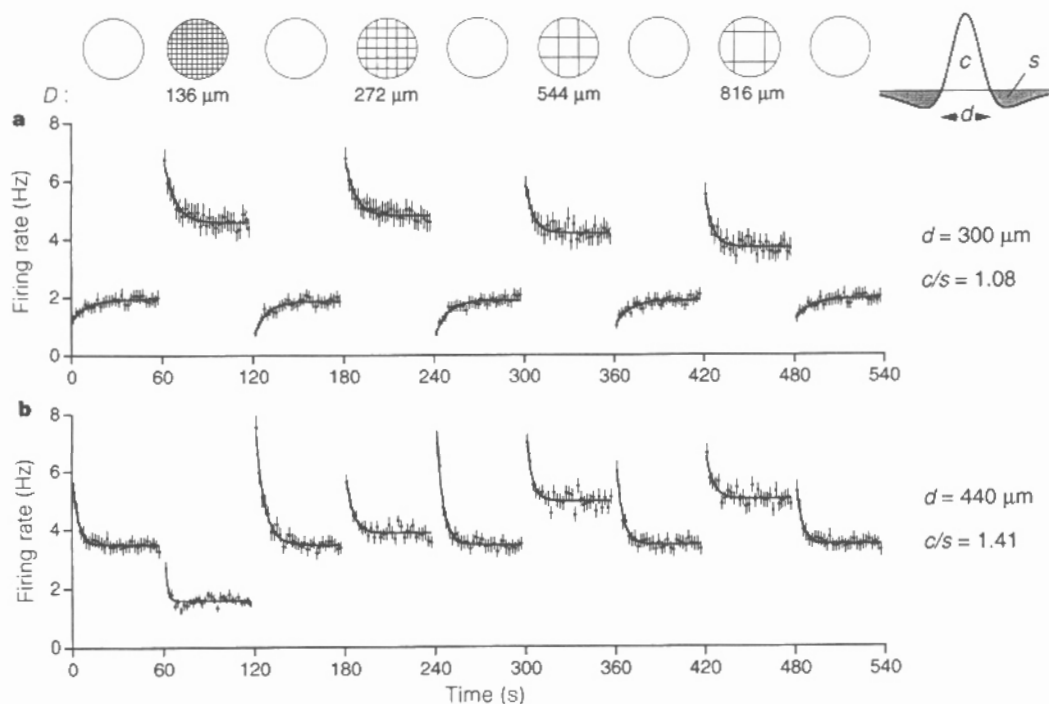 c
s
d
D : 136 μm 272 μm 544 μm 816 μm
a
8
6
4
2
0
Firing rate (Hz)
0 60 120 180 240 300 360 420 480 540
d = 300 μm
c/s = 1.08
b
8
6
4
2
0
Firing rate (Hz)
0 60 120 180 240 300 360 420 480 540
Time (s)
d = 440 μm
c/s = 1.41